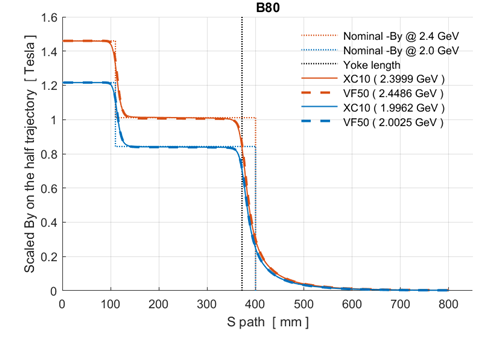 B80
Scaled By on the half trajectory [ Tesla ]
1.6
1.4
1.2
1
0.8
0.6
0.4
0.2
0
Nominal -By @ 2.4 GeV
Nominal -By @ 2.0 GeV
Yoke length
XC10 ( 2.3999 GeV )
VF50 ( 2.4486 GeV )
XC10 ( 1.9962 GeV )
VF50 ( 2.0025 GeV )
0 100 200 300 400 500 600 700 800
S path [ mm ]